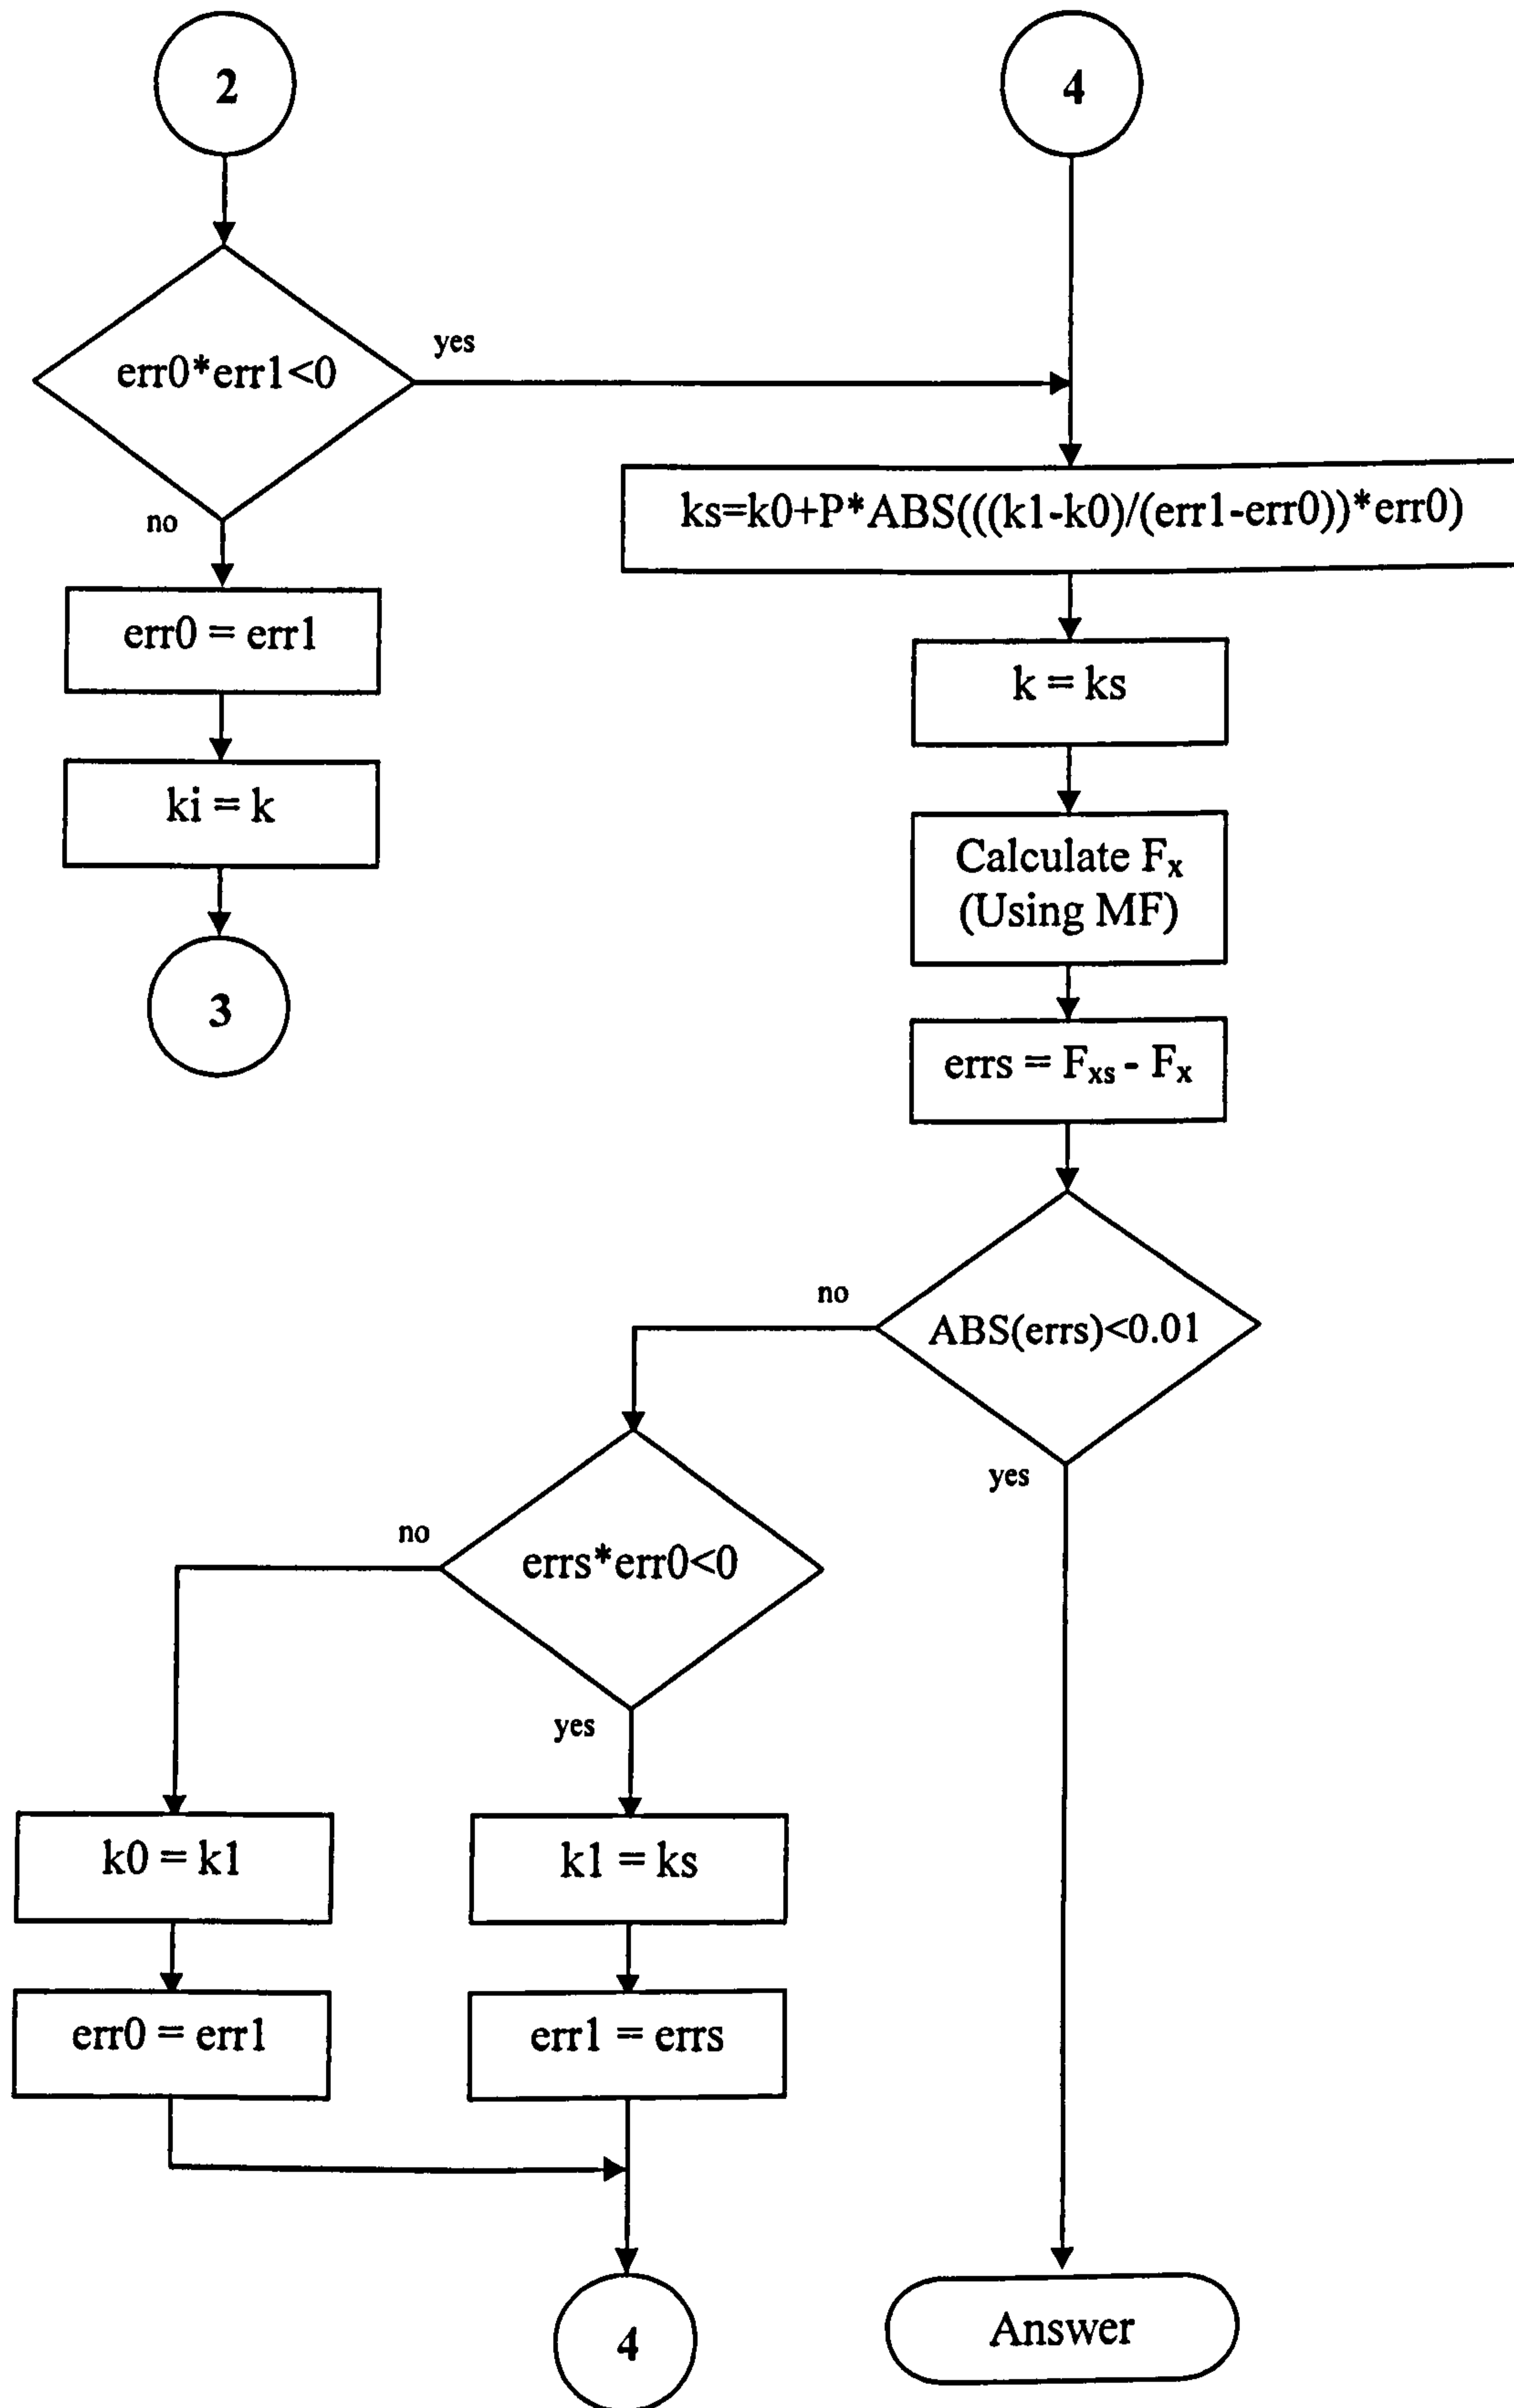 2
4
err0*err1<0
yes
no
ks=k0+P*ABS(((k1-k0)/(err1-err0))*err0)
err0 = err1
k = ks
ki = k
Calculate Fx
(Using MF)
3
errs = Fxs - Fx
ABS(errs)<0.01
no
yes
errs*err0<0
no
yes
k0 = k1
k1 = ks
err0 = err1
err1 = errs
4
Answer